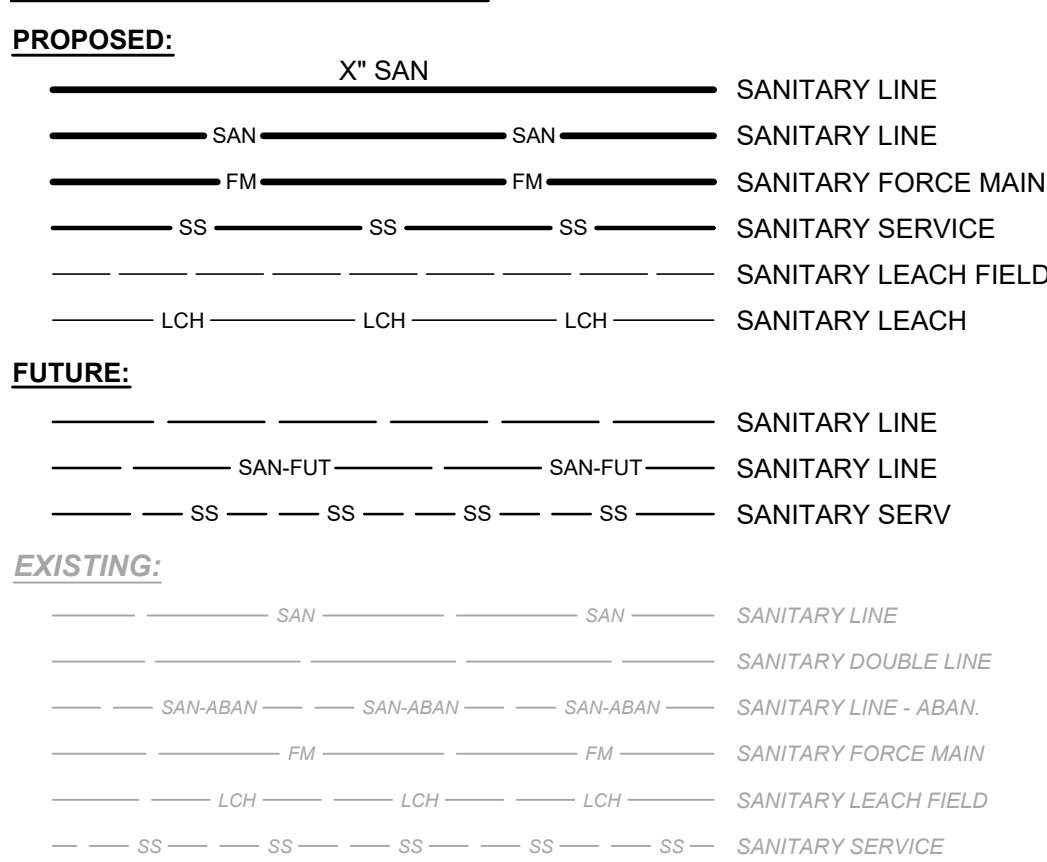 PROPOSED:
X" SAN SANITARY LINE
SAN SAN SANITARY LINE
FM FM SANITARY FORCE MAIN
SS SS SS SANITARY SERVICE
SANITARY LEACH FIELD
LCH LCH LCH SANITARY LEACH
FUTURE:
SANITARY LINE
SAN-FUT SAN-FUT SANITARY LINE
SS SS SS SS SANITARY SERV
EXISTING:
SAN SAN SANITARY LINE
SANITARY DOUBLE LINE
SAN-ABAN SAN-ABAN SAN-ABAN SANITARY LINE - ABAN.
FM FM SANITARY FORCE MAIN
LCH LCH LCH SANITARY LEACH FIELD
SS SS SS SS SS SANITARY SERVICE